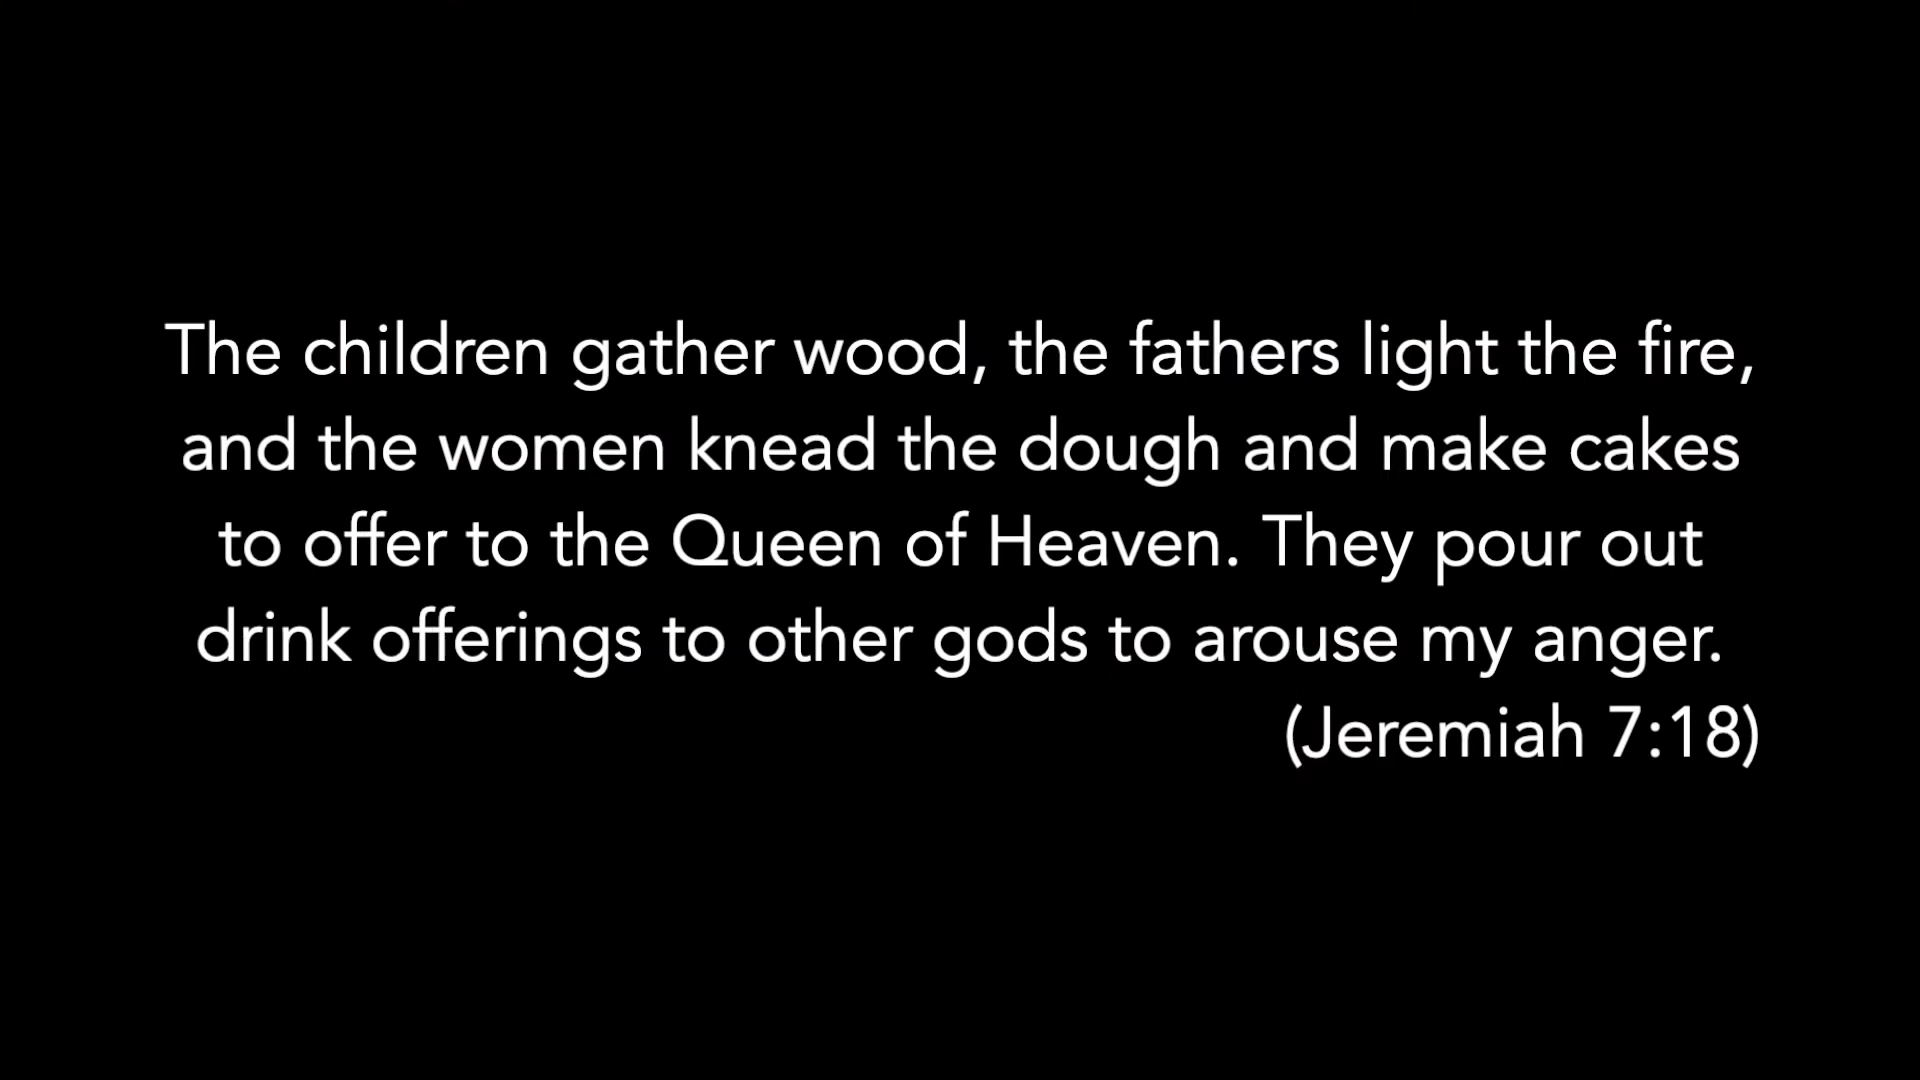 The children gather wood, the fathers light the fire,
and the women knead the dough and make cakes
to offer to the Queen of Heaven. They pour out
drink offerings to other gods to arouse my anger.
(Jeremiah 7:18)